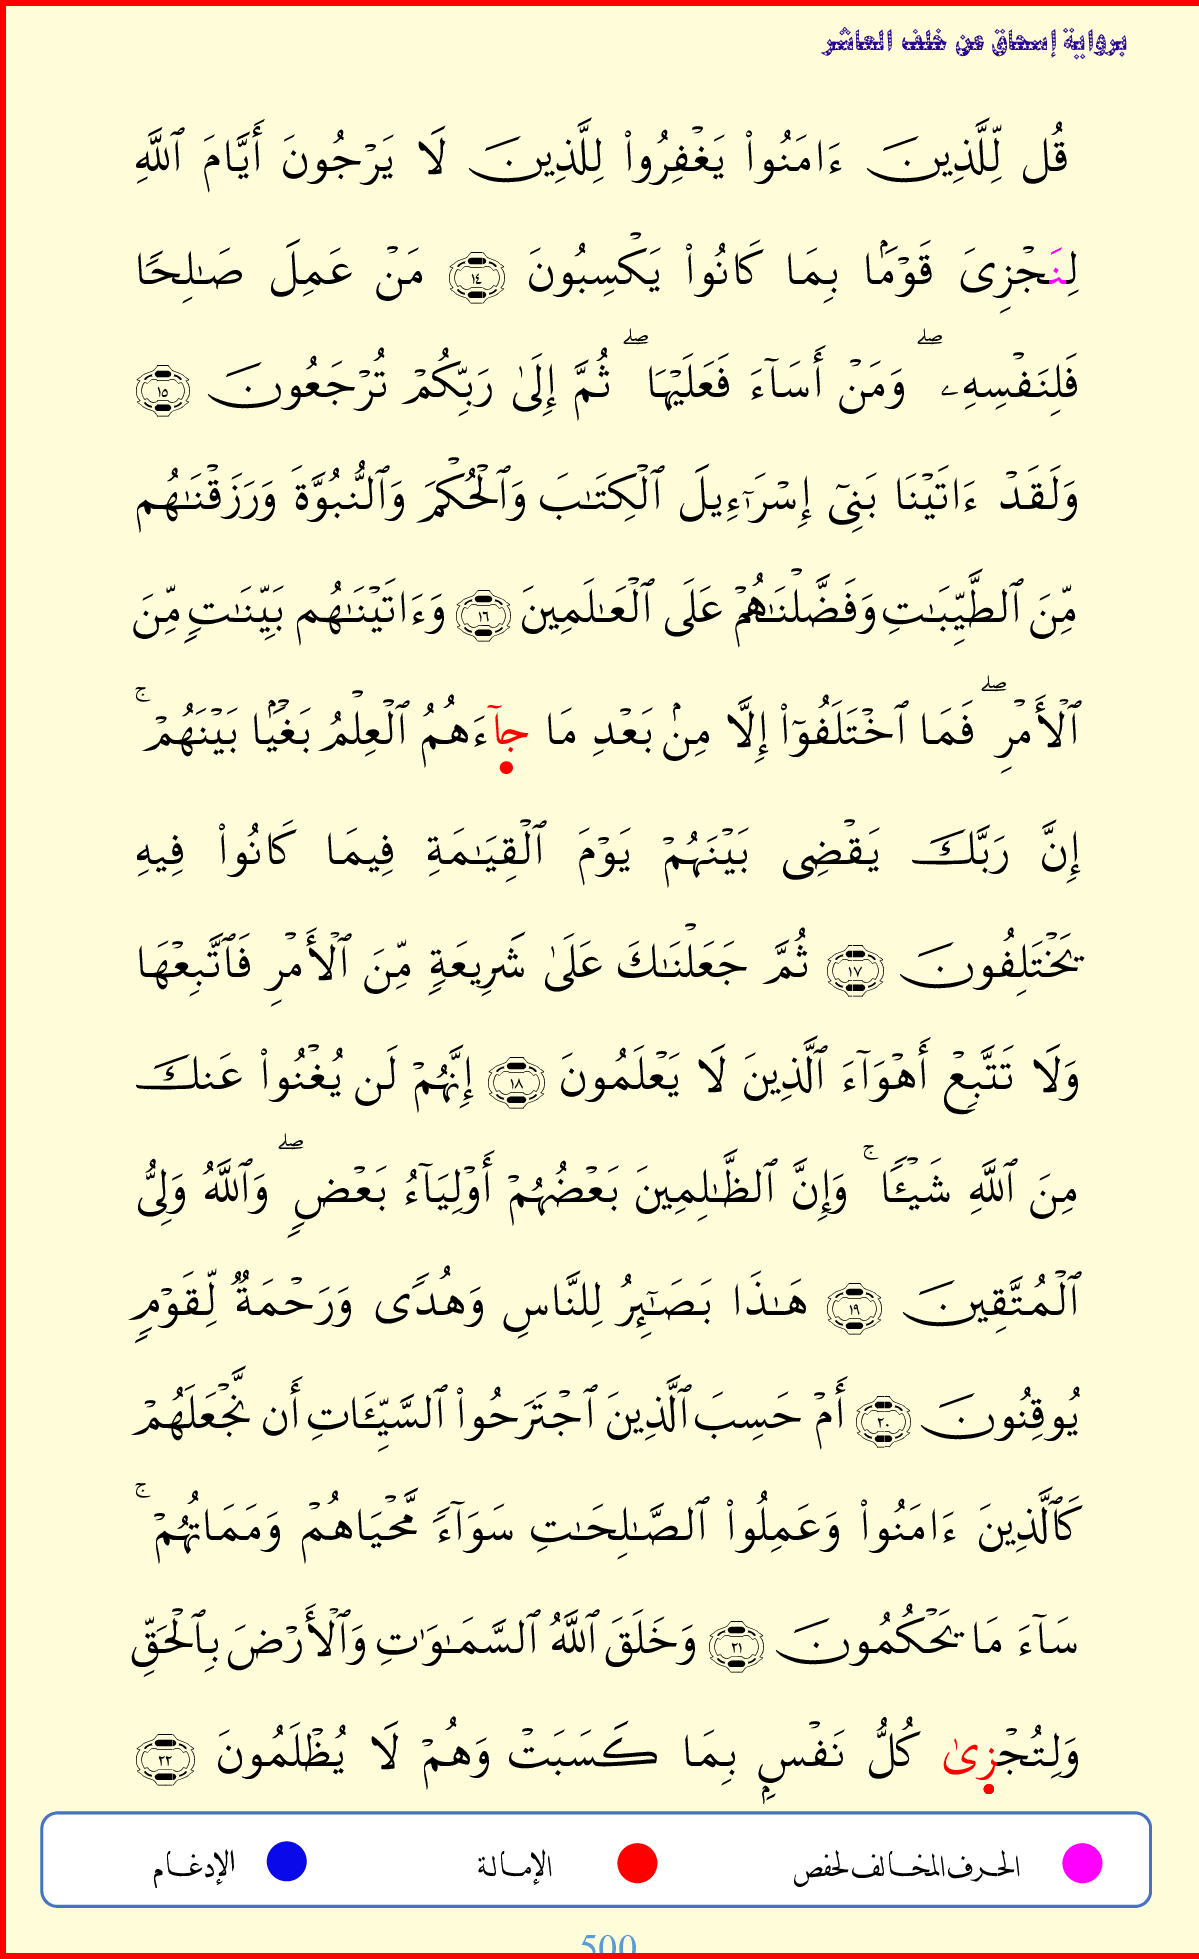 برواية إسحاق عن خلف العاشر
قُل لِّلَّذِينَ ءَامَنُوا۟ يَغْفِرُوا۟ لِلَّذِينَ لَا يَرْجُونَ أَيَّامَ ٱللَّهِ
لِنَجْزِىَ قَوْمًۢا بِمَا كَانُوا۟ يَكْسِبُونَ ١٤ مَنْ عَمِلَ صَـٰلِحًا
فَلِنَفْسِهِۦ ۖ وَمَنْ أَسَآءَ فَعَلَيْهَا ۖ ثُمَّ إِلَىٰ رَبِّكُمْ تُرْجَعُونَ ١٥
وَلَقَدْ ءَاتَيْنَا بَنِىٓ إِسْرَٰٓءِيلَ ٱلْكِتَـٰبَ وَٱلْحُكْمَ وَٱلنُّبُوَّةَ وَرَزَقْنَـٰهُم
مِّنَ ٱلطَّيِّبَـٰتِ وَفَضَّلْنَـٰهُمْ عَلَى ٱلْعَـٰلَمِينَ ١٦ وَءَاتَيْنَـٰهُم بَيِّنَـٰتٍ مِّنَ
ٱلْأَمْرِ ۖ فَمَا ٱخْتَلَفُوٓا۟ إِلَّا مِنۢ بَعْدِ مَا جَآءَهُمُ ٱلْعِلْمُ بَغْيًۢا بَيْنَهُمْ ۚ
إِنَّ رَبَّكَ يَقْضِى بَيْنَهُمْ يَوْمَ ٱلْقِيَـٰمَةِ فِيمَا كَانُوا۟ فِيهِ
يَخْتَلِفُونَ ١٧ ثُمَّ جَعَلْنَـٰكَ عَلَىٰ شَرِيعَةٍ مِّنَ ٱلْأَمْرِ فَٱتَّبِعْهَا
وَلَا تَتَّبِعْ أَهْوَآءَ ٱلَّذِينَ لَا يَعْلَمُونَ ١٨ إِنَّهُمْ لَن يُغْنُوا۟ عَنكَ
مِنَ ٱللَّهِ شَيْـًٔا ۚ وَإِنَّ ٱلظَّـٰلِمِينَ بَعْضُهُمْ أَوْلِيَآءُ بَعْضٍ ۖ وَٱللَّهُ وَلِىُّ
ٱلْمُتَّقِينَ ١٩ هَـٰذَا بَصَـٰٓئِرُ لِلنَّاسِ وَهُدًى وَرَحْمَةٌ لِّقَوْمٍ
يُوقِنُونَ ٢٠ أَمْ حَسِبَ ٱلَّذِينَ ٱجْتَرَحُوا۟ ٱلسَّيِّـَٔاتِ أَن نَّجْعَلَهُمْ
كَٱلَّذِينَ ءَامَنُوا۟ وَعَمِلُوا۟ ٱلصَّـٰلِحَـٰتِ سَوَآءً مَّحْيَاهُمْ وَمَمَاتُهُمْ ۚ
سَآءَ مَا يَحْكُمُونَ ٢١ وَخَلَقَ ٱللَّهُ ٱلسَّمَـٰوَٰتِ وَٱلْأَرْضَ بِٱلْحَقِّ
وَلِتُجْزِىٰ كُلُّ نَفْسٍۭ بِمَا كَسَبَتْ وَهُمْ لَا يُظْلَمُونَ ٢٢
الحرف المخالف لحفص الإمالة الإدغام
500